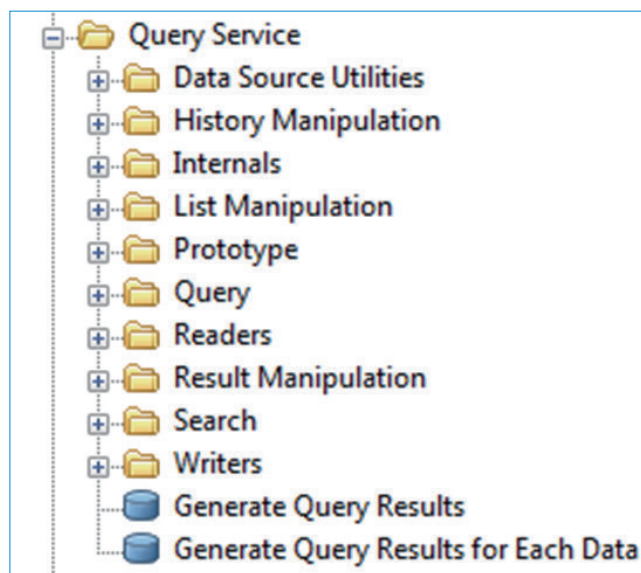 Query Service
Data Source Utilities
History Manipulation
Internals
List Manipulation
Prototype
Query
Readers
Result Manipulation
Search
Writers
Generate Query Results
Generate Query Results for Each Data